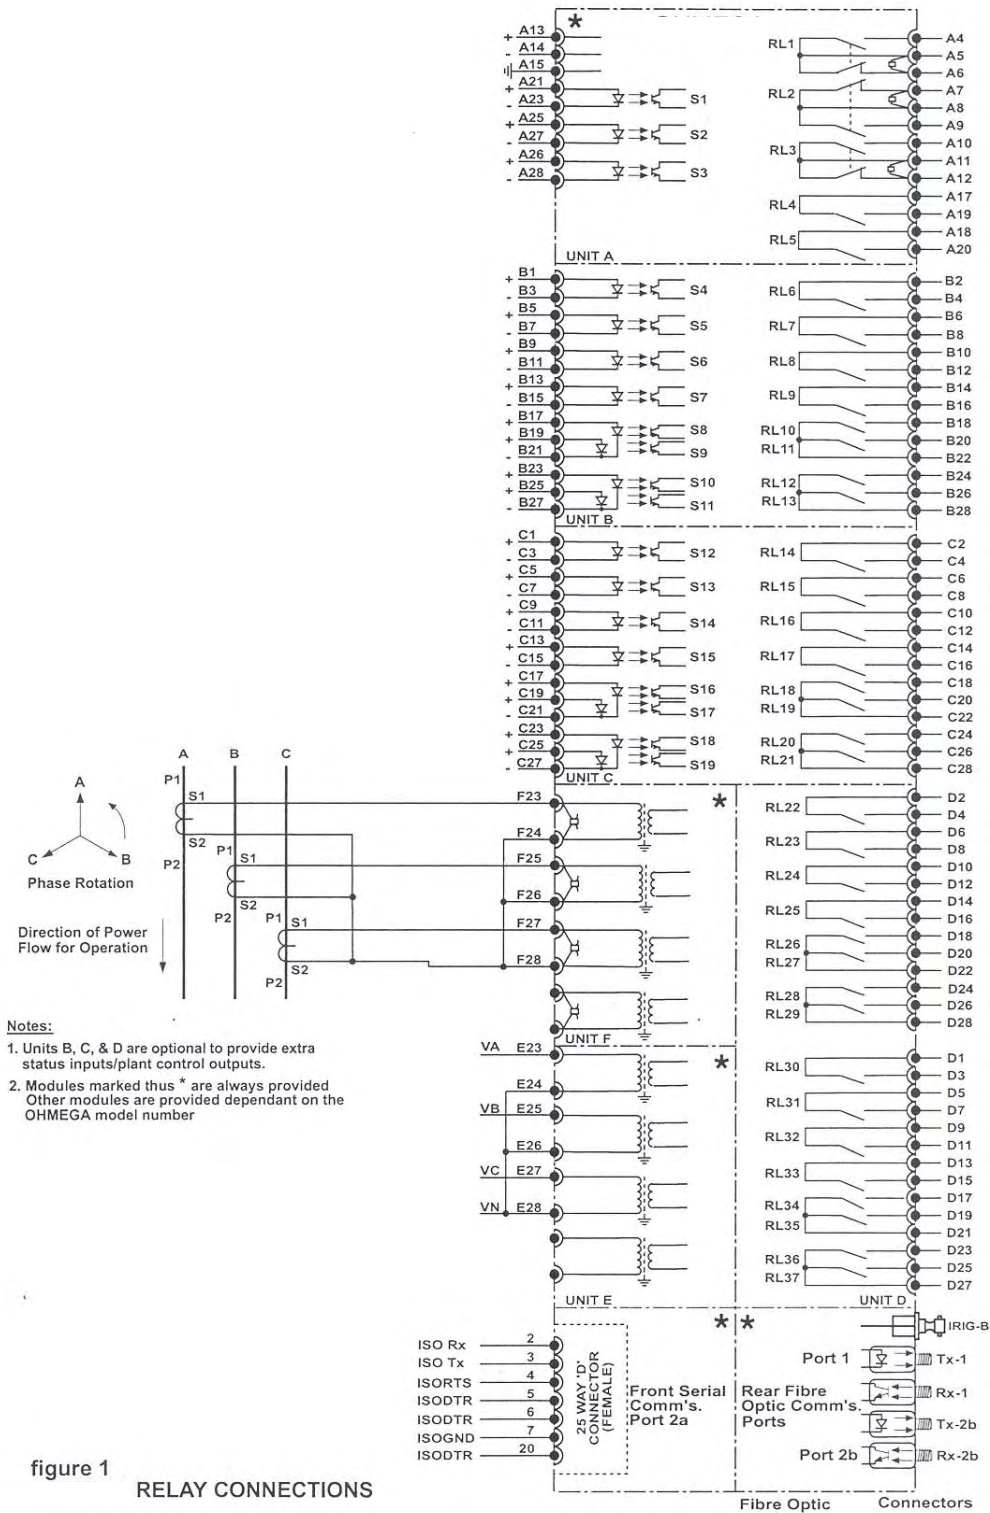 *
+ A13
- A14
A15
+ A21
- A23
S1
+ A25
- A27
S2
+ A26
- A28
S3
UNIT A
RL1
A4
A5
A6
RL2
A7
A8
A9
RL3
A10
A11
A12
RL4
A17
A19
RL5
A18
A20
+ B1
- B3
S4
+ B5
- B7
S5
+ B9
- B11
S6
+ B13
- B15
S7
+ B17
+ B19
- B21
S8
S9
+ B23
+ B25
- B27
S10
S11
UNIT B
RL6
B2
B4
RL7
B6
B8
RL8
B10
B12
RL9
B14
B16
RL10
RL11
B18
B20
B22
RL12
RL13
B24
B26
B28
+ C1
- C3
S12
+ C5
- C7
S13
+ C9
- C11
S14
+ C13
- C15
S15
+ C17
+ C19
- C21
S16
S17
+ C23
+ C25
- C27
S18
S19
UNIT C
RL14
C2
C4
RL15
C6
C8
RL16
C10
C12
RL17
C14
C16
RL18
RL19
C18
C20
C22
RL20
RL21
C24
C26
C28
A
C
B
Phase Rotation
Direction of Power
Flow for Operation
A B C
P1
S1
S2
P2
P1
S1
S2
P2
P1
S1
S2
P2
F23
F24
F25
F26
F27
F28
*
UNIT F
VA E23
E24
VB E25
E26
VC E27
VN E28
*
UNIT E
RL22
D2
D4
RL23
D6
D8
RL24
D10
D12
RL25
D14
D16
RL26
RL27
D18
D20
D22
RL28
RL29
D24
D26
D28
RL30
D1
D3
RL31
D5
D7
RL32
D9
D11
RL33
D13
D15
RL34
RL35
D17
D19
D21
RL36
RL37
D23
D25
D27
UNIT D
Notes:
1. Units B, C, & D are optional to provide extra
status inputs/plant control outputs.
2. Modules marked thus * are always provided
Other modules are provided dependant on the
OHMEGA model number
ISO Rx 2
ISO Tx 3
ISORTS 4
ISODTR 5
ISODTR 6
ISOGND 7
ISODTR 20
25 WAY 'D'
CONNECTOR
(FEMALE)
* *
Front Serial
Comm's.
Port 2a
Rear Fibre
Optic Comm's.
Ports
IRIG-B
Port 1
Tx-1
Rx-1
Tx-2b
Port 2b
Rx-2b
Fibre Optic Connectors
figure 1
RELAY CONNECTIONS